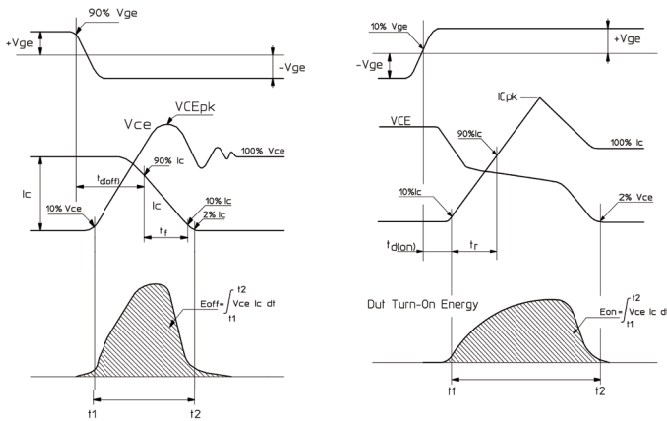 90% Vge
+Vge
-Vge
VCEpk
Vce
100% Vce
90% Ic
td(off)
Ic
Ic
10% Vce
10% Ic
2% Ic
tf
Eoff=∫ Vce Ic dt
t2
t1
t1
t2
10% Vge
+Vge
-Vge
ICpk
VCE
90%Ic
100% Ic
10%Ic
2% Vce
td(on)
tr
Dut Turn-On Energy
Eon=∫ Vce Ic d
t2
t1
t1
t2